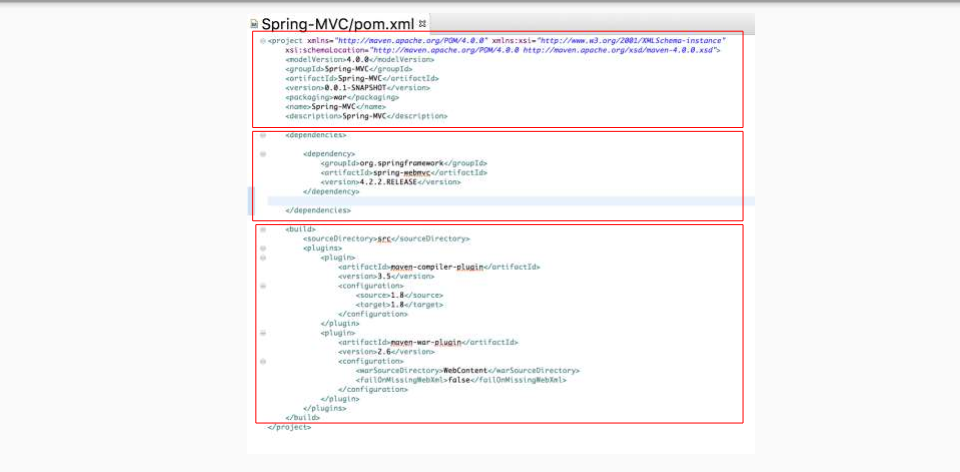 Spring-MVC/pom.xml
<project xmlns="http://maven.apache.org/POM/4.0.0" xmlns:xsi="http://www.w3.org/2001/XMLSchema-instance"
xsi:schemaLocation="http://maven.apache.org/POM/4.0.0 http://maven.apache.org/xsd/maven-4.0.0.xsd">
<modelVersion>4.0.0</modelVersion>
<groupId>Spring-MVC</groupId>
<artifactId>Spring-MVC</artifactId>
<version>0.0.1-SNAPSHOT</version>
<packaging>war</packaging>
<name>Spring-MVC</name>
<description>Spring-MVC</description>
<dependencies>
<dependency>
<groupId>org.springframework</groupId>
<artifactId>spring-webmvc</artifactId>
<version>4.2.2.RELEASE</version>
</dependency>
</dependencies>
<build>
<sourceDirectory>src</sourceDirectory>
<plugins>
<plugin>
<artifactId>maven-compiler-plugin</artifactId>
<version>3.5</version>
<configuration>
<source>1.8</source>
<target>1.8</target>
</configuration>
</plugin>
<plugin>
<artifactId>maven-war-plugin</artifactId>
<version>2.6</version>
<configuration>
<warSourceDirectory>WebContent</warSourceDirectory>
<failOnMissingWebXml>false</failOnMissingWebXml>
</configuration>
</plugin>
</plugins>
</build>
</project>